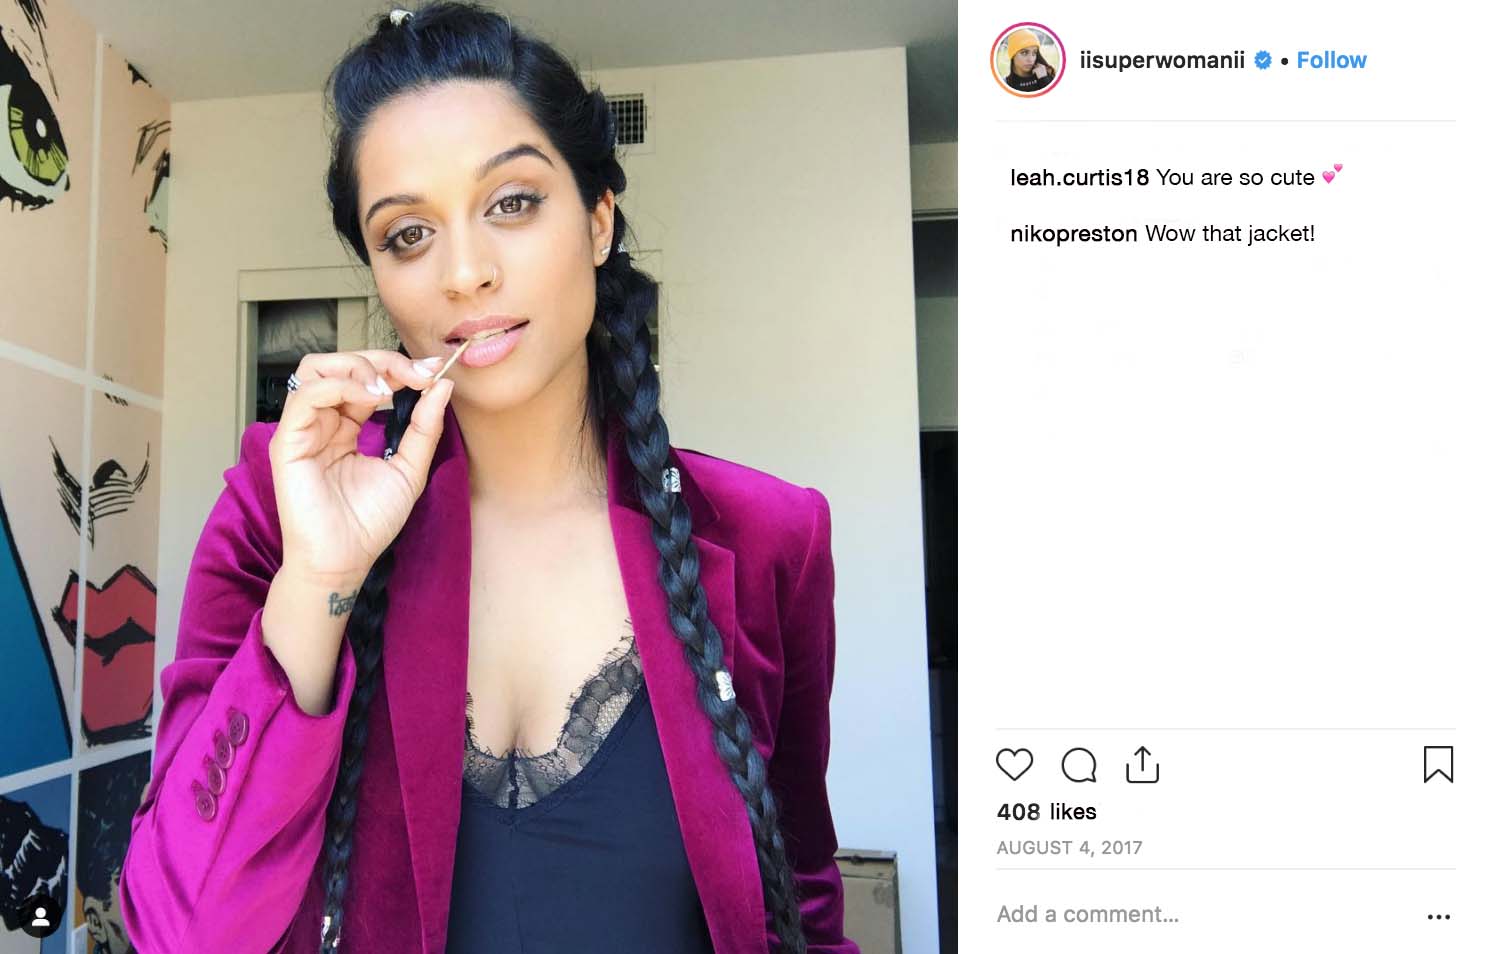 iisuperwomanii • Follow
leah.curtis18 You are so cute 💕
nikopreston Wow that jacket!
408 likes
AUGUST 4, 2017
Add a comment...